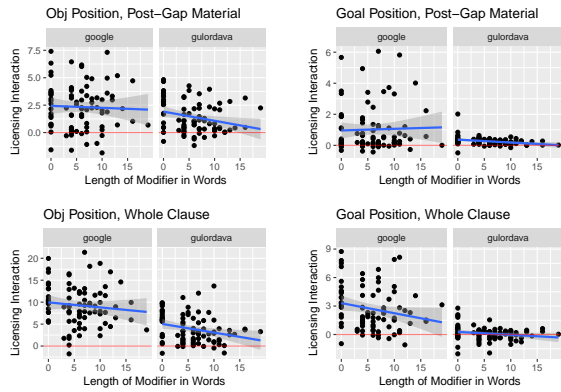 Obj Position, Post−Gap Material
google gulordava
7.5
5.0
2.5
0.0
Licensing Interaction
0 5 10 15 0 5 10 15
Length of Modifier in Words
Goal Position, Post−Gap Material
google gulordava
6
4
2
0
Licensing Interaction
0 5 10 15 0 5 10 15
Length of Modifier in Words
Obj Position, Whole Clause
google gulordava
20
15
10
5
0
Licensing Interaction
0 5 10 15 0 5 10 15
Length of Modifier in Words
Goal Position, Whole Clause
google gulordava
9
6
3
0
Licensing Interaction
0 5 10 15 0 5 10 15
Length of Modifier in Words